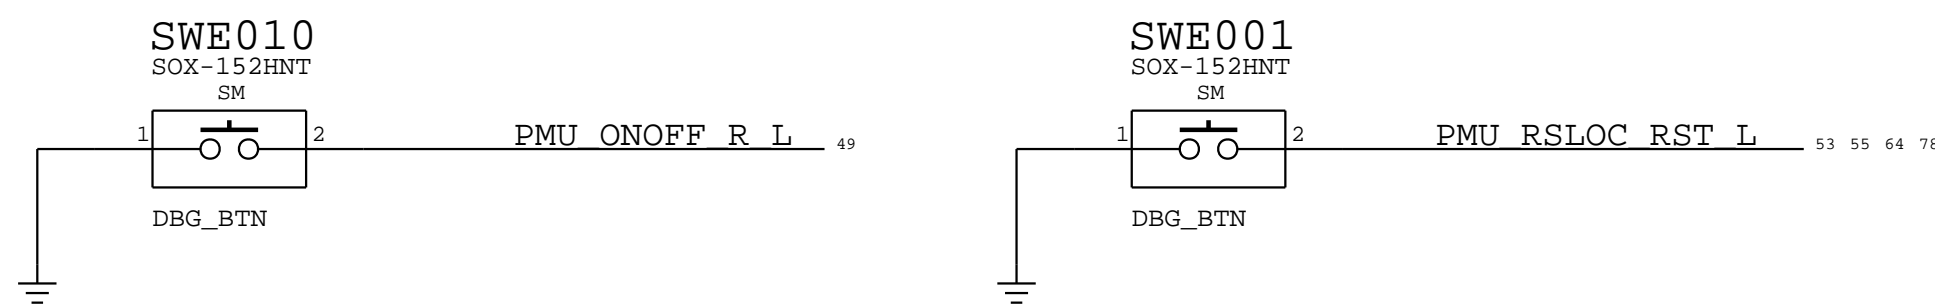 SWE010
SOX-152HNT
SM
1
2
PMU_ONOFF_R_L
49
DBG_BTN
SWE001
SOX-152HNT
SM
1
2
PMU_RSLOC_RST_L
53 55 64 78
DBG_BTN